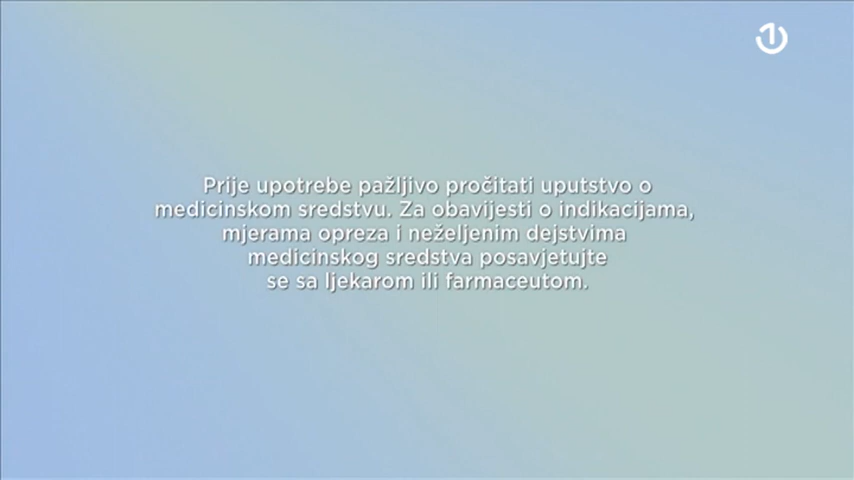 Prije upotrebe pažljivo pročitati uputstvo o
medicinskom sredstvu. Za obavijesti o indikacijama,
mjerama opreza i neželjenim dejstvima
medicinskog sredstva posavjetujte
se sa ljekarom ili farmaceutom.
1